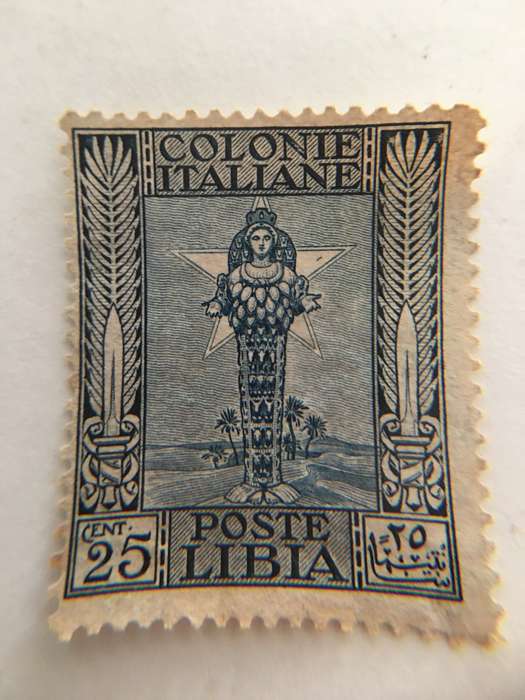 COLONIE
ITALIANE
CENT.
25
POSTE
LIBIA
٢٥